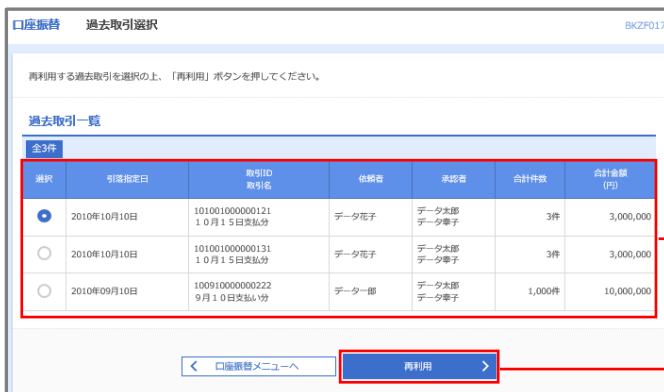 口座振替 過去取引選択 BKZF017
再利用する過去取引を選択の上、「再利用」ボタンを押してください。
過去取引一覧
全3件
選択 引落指定日 取引ID 依頼者 承認者 合計件数 合計金額
取引名 (円)
2010年10月10日 101001000000121 データ花子 データ太郎 3件 3,000,000
10月15日支払分 データ幸子
2010年10月10日 101001000000131 データ花子 データ太郎 3件 3,000,000
10月15日支払分 データ幸子
2010年09月10日 100910000000222 データ一郎 データ太郎 1,000件 10,000,000
9月10日支払い分 データ幸子
口座振替メニューへ 再利用